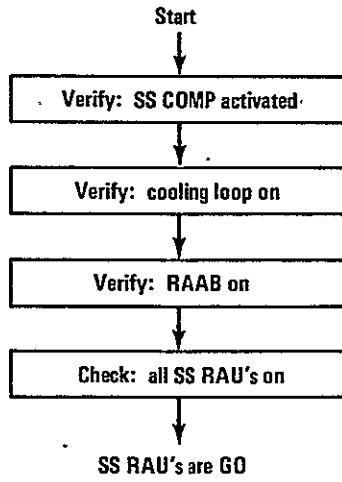 Start
Verify: SS COMP activated
Verify: cooling loop on
Verify: RAAB on
Check: all SS RAU's on
SS RAU's are GO